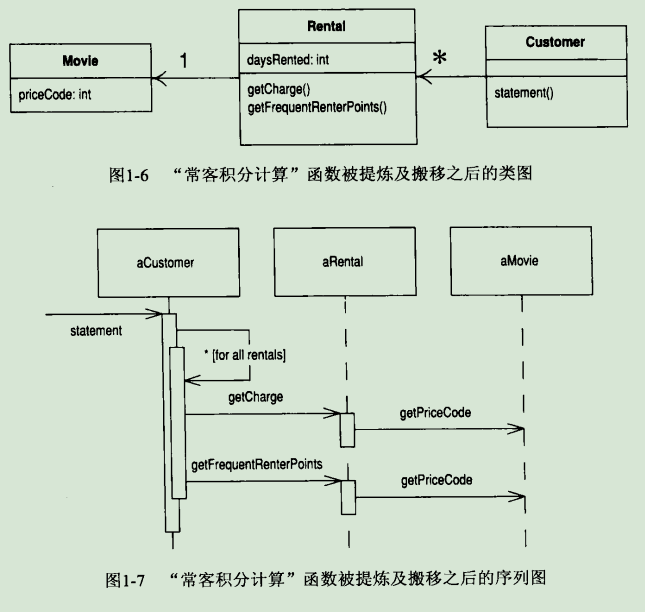 Rental
Movie
1
daysRented: int
*
Customer
priceCode: int
getCharge()
getFrequentRenterPoints()
statement()
图1-6 “常客积分计算”函数被提炼及搬移之后的类图
aCustomer
aRental
aMovie
statement
* [for all rentals]
getCharge
getPriceCode
getFrequentRenterPoints
getPriceCode
图1-7 “常客积分计算”函数被提炼及搬移之后的序列图